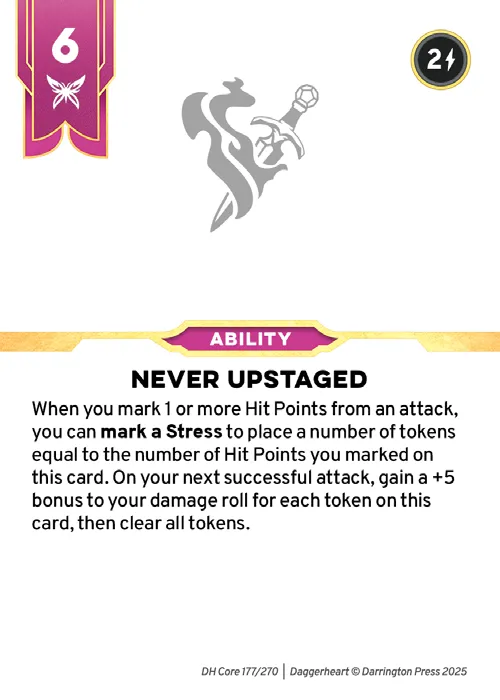 6
2
ABILITY
NEVER UPSTAGED
When you mark 1 or more Hit Points from an attack,
you can mark a Stress to place a number of tokens
equal to the number of Hit Points you marked on
this card. On your next successful attack, gain a +5
bonus to your damage roll for each token on this
card, then clear all tokens.
DH Core 177/270 | Daggerheart © Darrington Press 2025